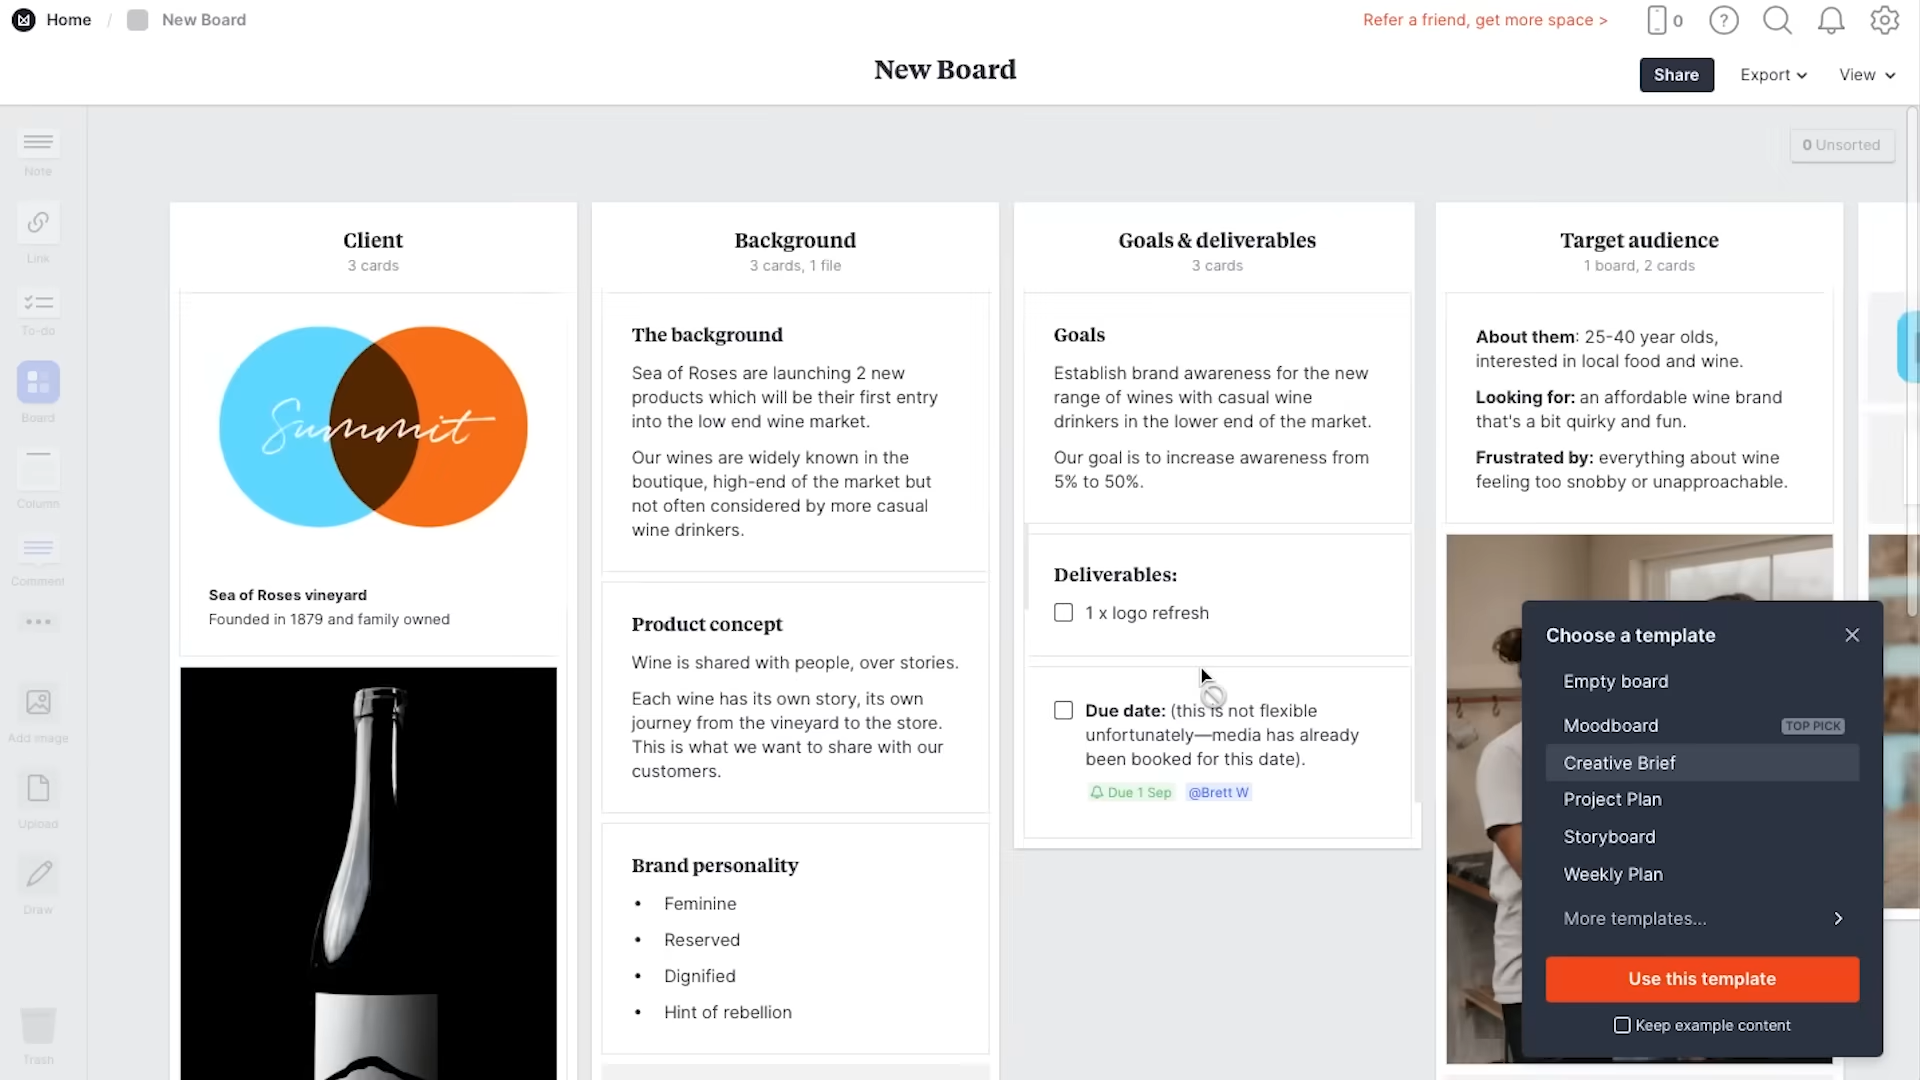 Home / New Board
Refer a friend, get more space >
0
New Board
Share
Export
View
Note
Link
To-do
Board
Column
Comment
Add image
Upload
Draw
Trash
0 Unsorted
Client
3 cards
Summit
Sea of Roses vineyard
Founded in 1879 and family owned
Background
3 cards, 1 file
The background
Sea of Roses are launching 2 new
products which will be their first entry
into the low end wine market.
Our wines are widely known in the
boutique, high-end of the market but
not often considered by more casual
wine drinkers.
Product concept
Wine is shared with people, over stories.
Each wine has its own story, its own
journey from the vineyard to the store.
This is what we want to share with our
customers.
Brand personality
• Feminine
• Reserved
• Dignified
• Hint of rebellion
Goals & deliverables
3 cards
Goals
Establish brand awareness for the new
range of wines with casual wine
drinkers in the lower end of the market.
Our goal is to increase awareness from
5% to 50%.
Deliverables:
1 x logo refresh
Due date: (this is not flexible
unfortunately—media has already
been booked for this date).
Due 1 Sep @Brett W
Target audience
1 board, 2 cards
About them: 25-40 year olds,
interested in local food and wine.
Looking for: an affordable wine brand
that's a bit quirky and fun.
Frustrated by: everything about wine
feeling too snobby or unapproachable.
Choose a template
Empty board
Moodboard TOP PICK
Creative Brief
Project Plan
Storyboard
Weekly Plan
More templates...
Use this template
Keep example content